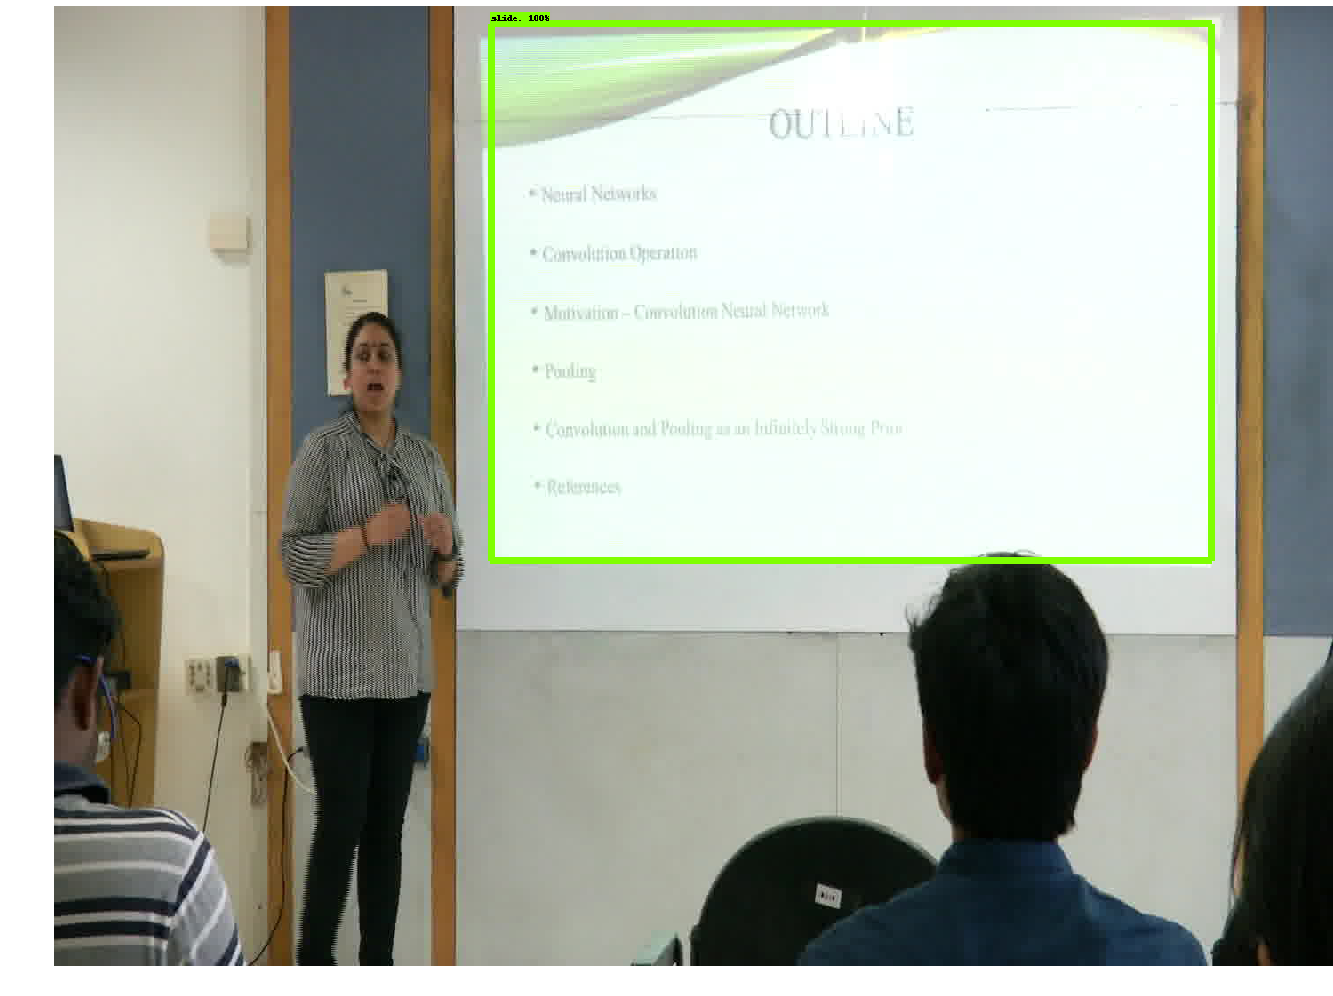 slide: 100%
OUTLINE
* Neural Networks
* Convolution Operation
* Motivation – Convolution Neural Network
* Pooling
* Convolution and Pooling as an Infinitely Strong Prior
* References